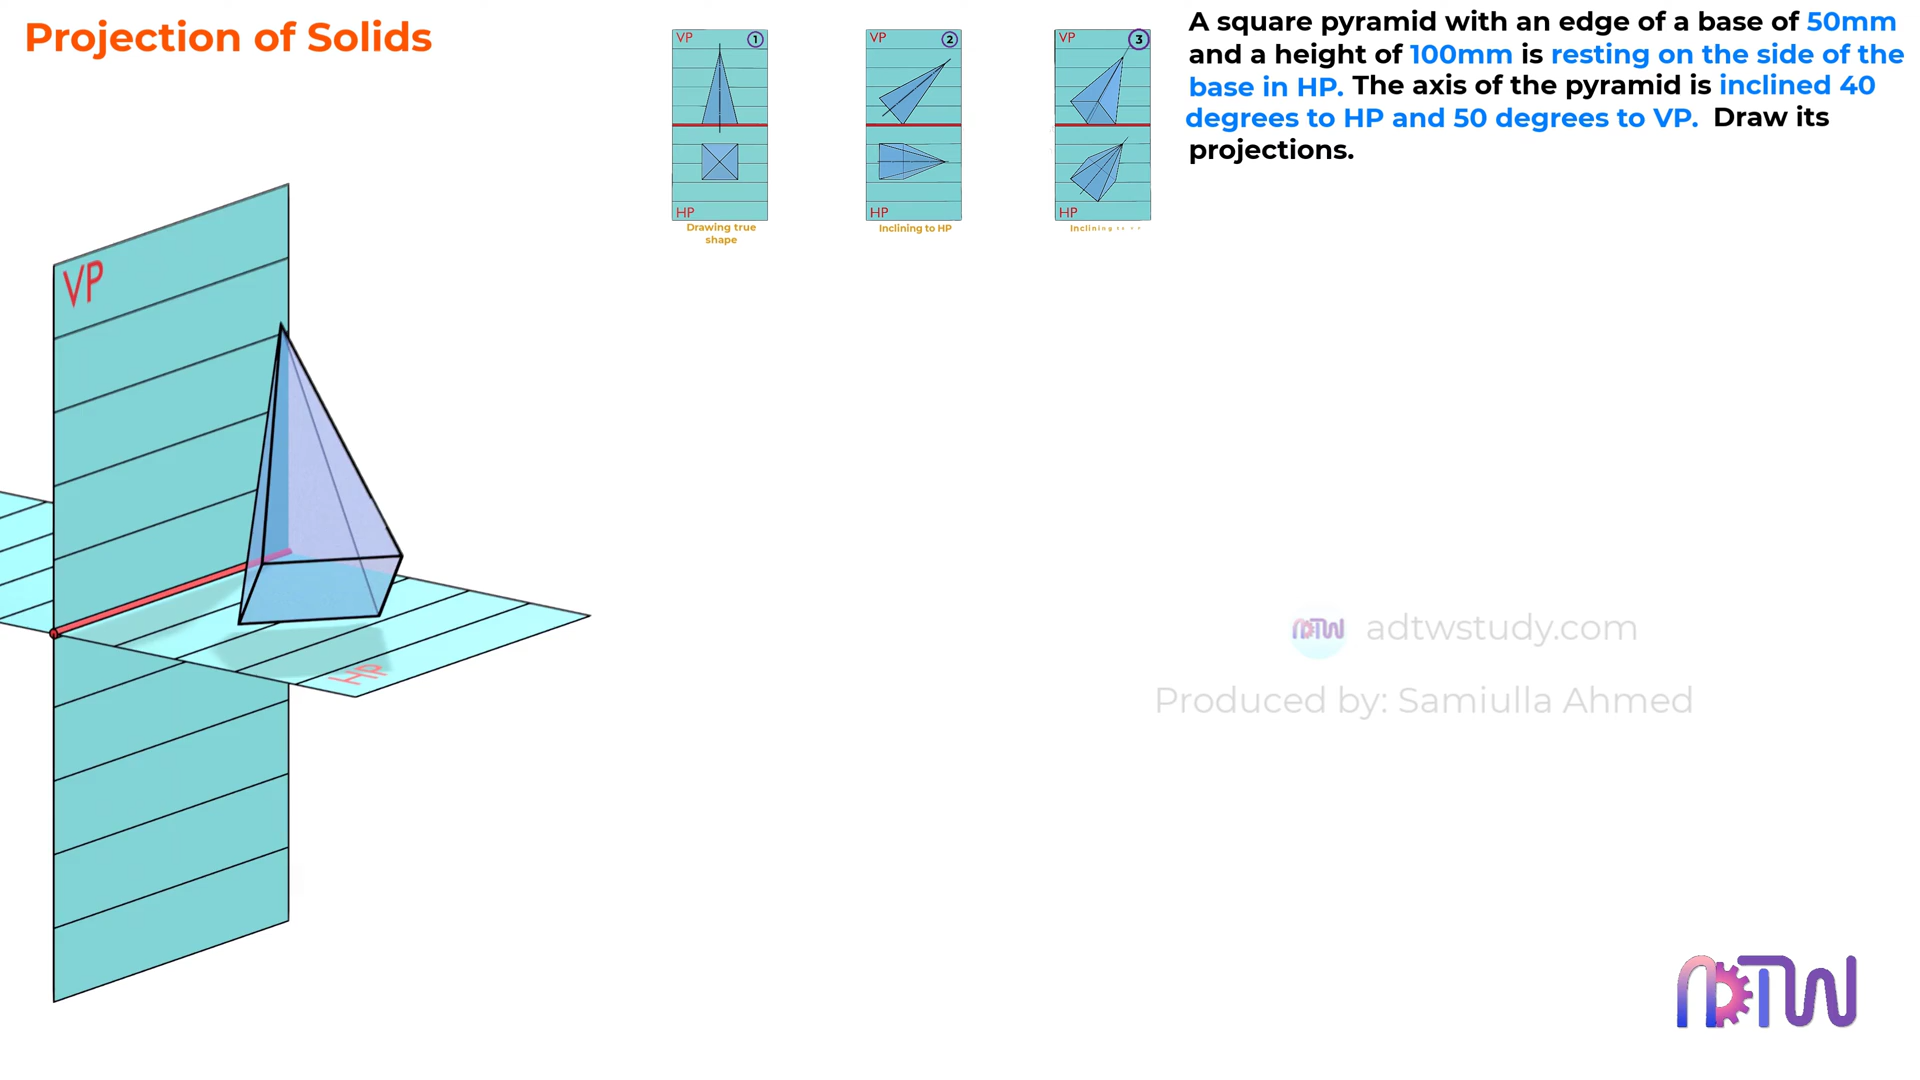 Projection of Solids
VP
1
HP
Drawing true
shape
VP
2
HP
Inclining to HP
VP
3
HP
Inclining
A square pyramid with an edge of a base of 50mm
and a height of 100mm is resting on the side of the
base in HP. The axis of the pyramid is inclined 40
degrees to HP and 50 degrees to VP. Draw its
projections.
VP
HP
ADTW adtwstudy.com
Produced by: Samiulla Ahmed
ADTW